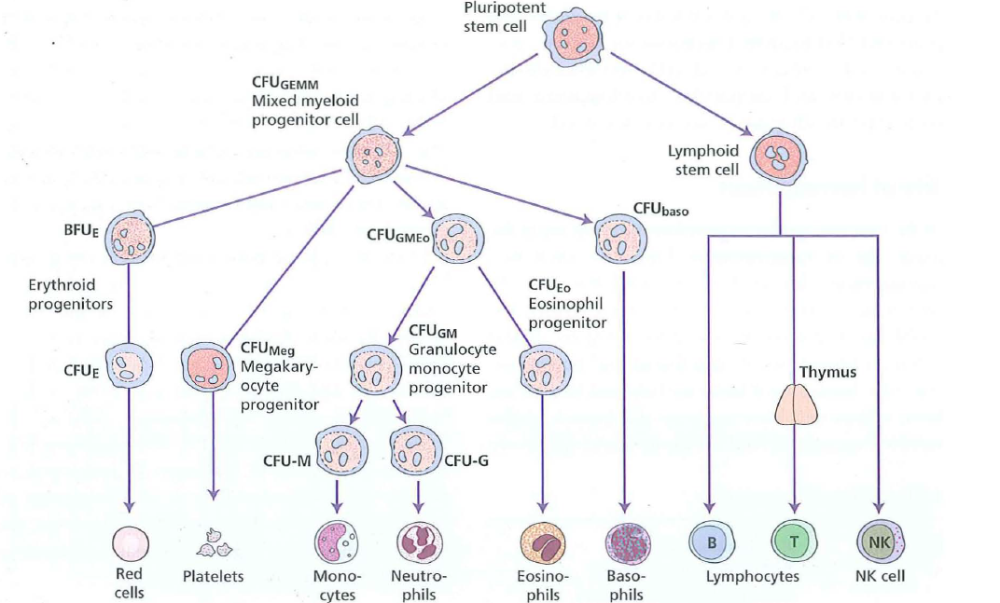 Pluripotent
stem cell
CFUGEMM
Mixed myeloid
progenitor cell
Lymphoid
stem cell
BFUE
CFUGMEo
CFUbaso
Erythroid
progenitors
CFUEo
Eosinophil
progenitor
CFUE
CFUMeg
Megakary-
ocyte
progenitor
CFUGM
Granulocyte
monocyte
progenitor
Thymus
CFU-M
CFU-G
B
T
NK
Red
cells
Platelets
Mono-
cytes
Neutro-
phils
Eosino-
phils
Baso-
phils
Lymphocytes
NK cell